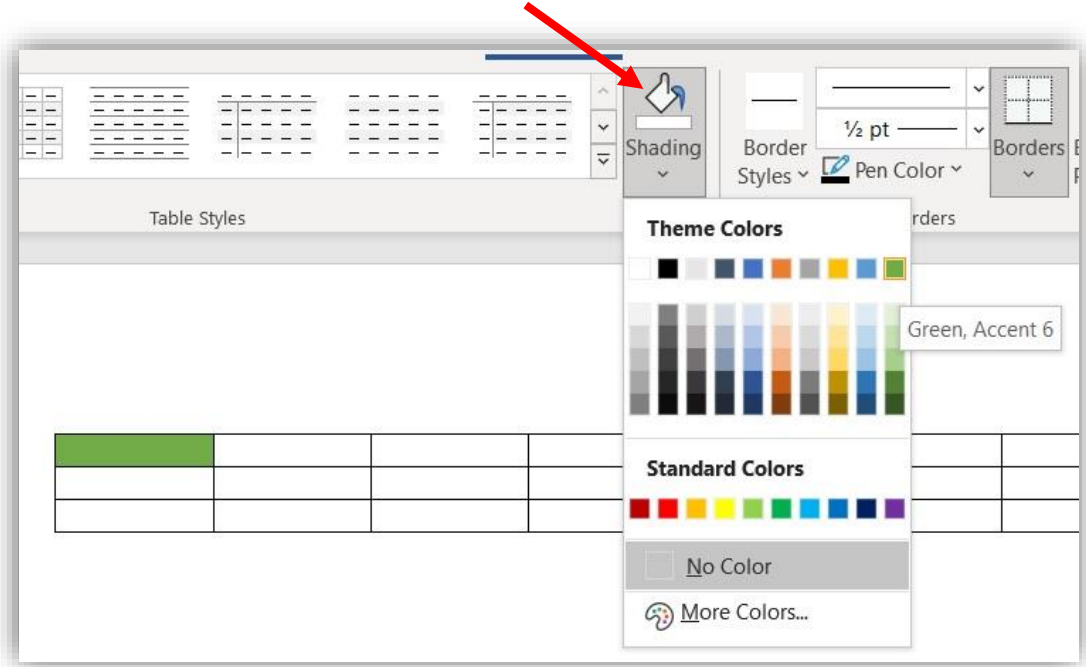 Shading
Border
Styles
½ pt
Pen Color
Borders
Table Styles
rders
Theme Colors
Green, Accent 6
Standard Colors
No Color
More Colors...